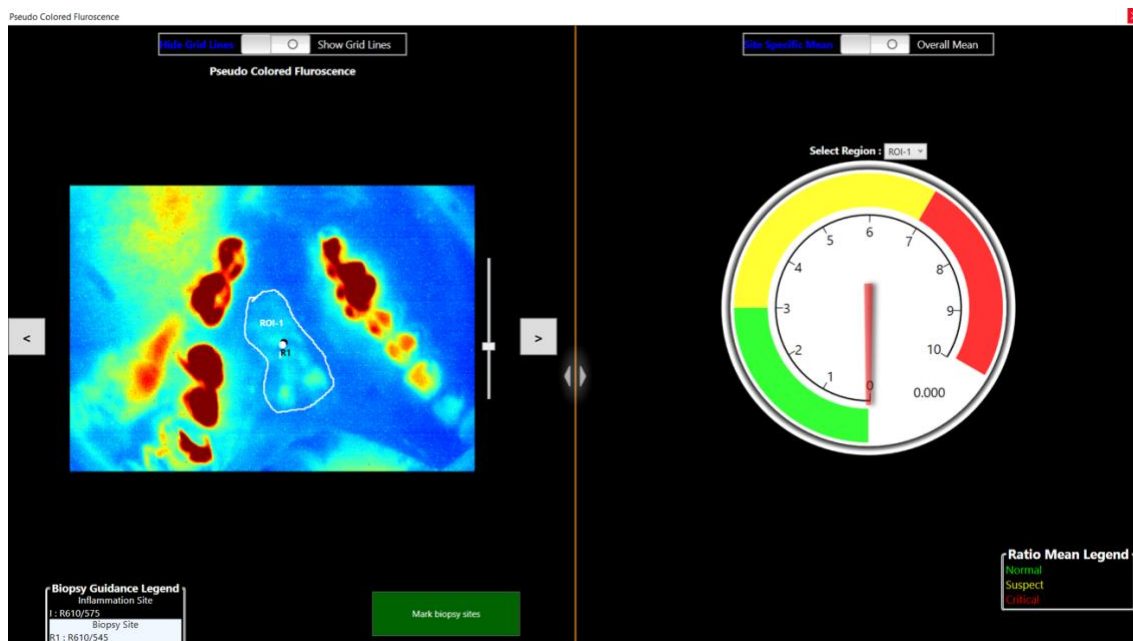 Pseudo Colored Fluroscence
Hide Grid Lines Show Grid Lines
Site Specific Mean Overall Mean
Pseudo Colored Fluroscence
Select Region : ROI-1
ROI-1
R1
<
>
0
1
2
3
4
5
6
7
8
9
10
0.000
Biopsy Guidance Legend
Inflammation Site
I : R610/575
Biopsy Site
R1 : R610/545
Mark biopsy sites
Ratio Mean Legend
Normal
Suspect
Critical